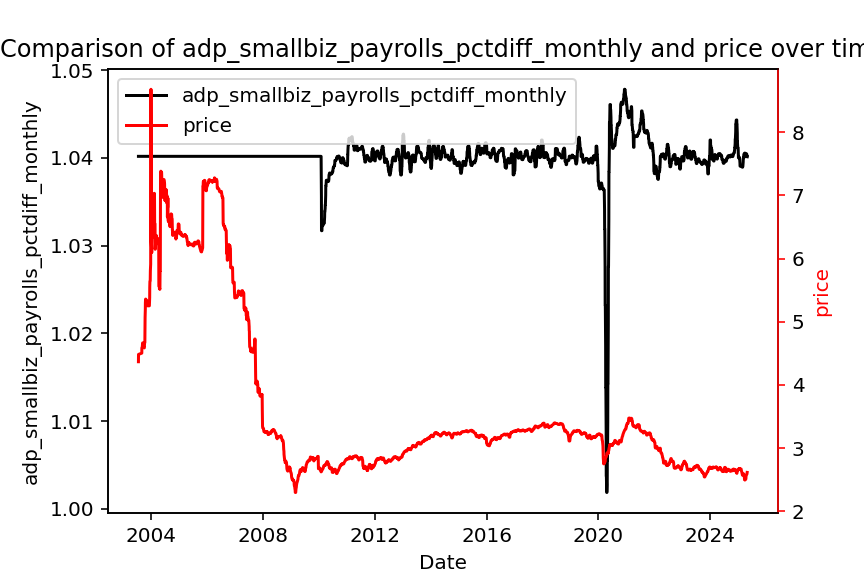 Comparison of adp_smallbiz_payrolls_pctdiff_monthly and price over tim
adp_smallbiz_payrolls_pctdiff_monthly
price
1.05
1.04
1.03
1.02
1.01
1.00
adp_smallbiz_payrolls_pctdiff_monthly
8
7
6
5
4
3
2
price
2004 2008 2012 2016 2020 2024
Date